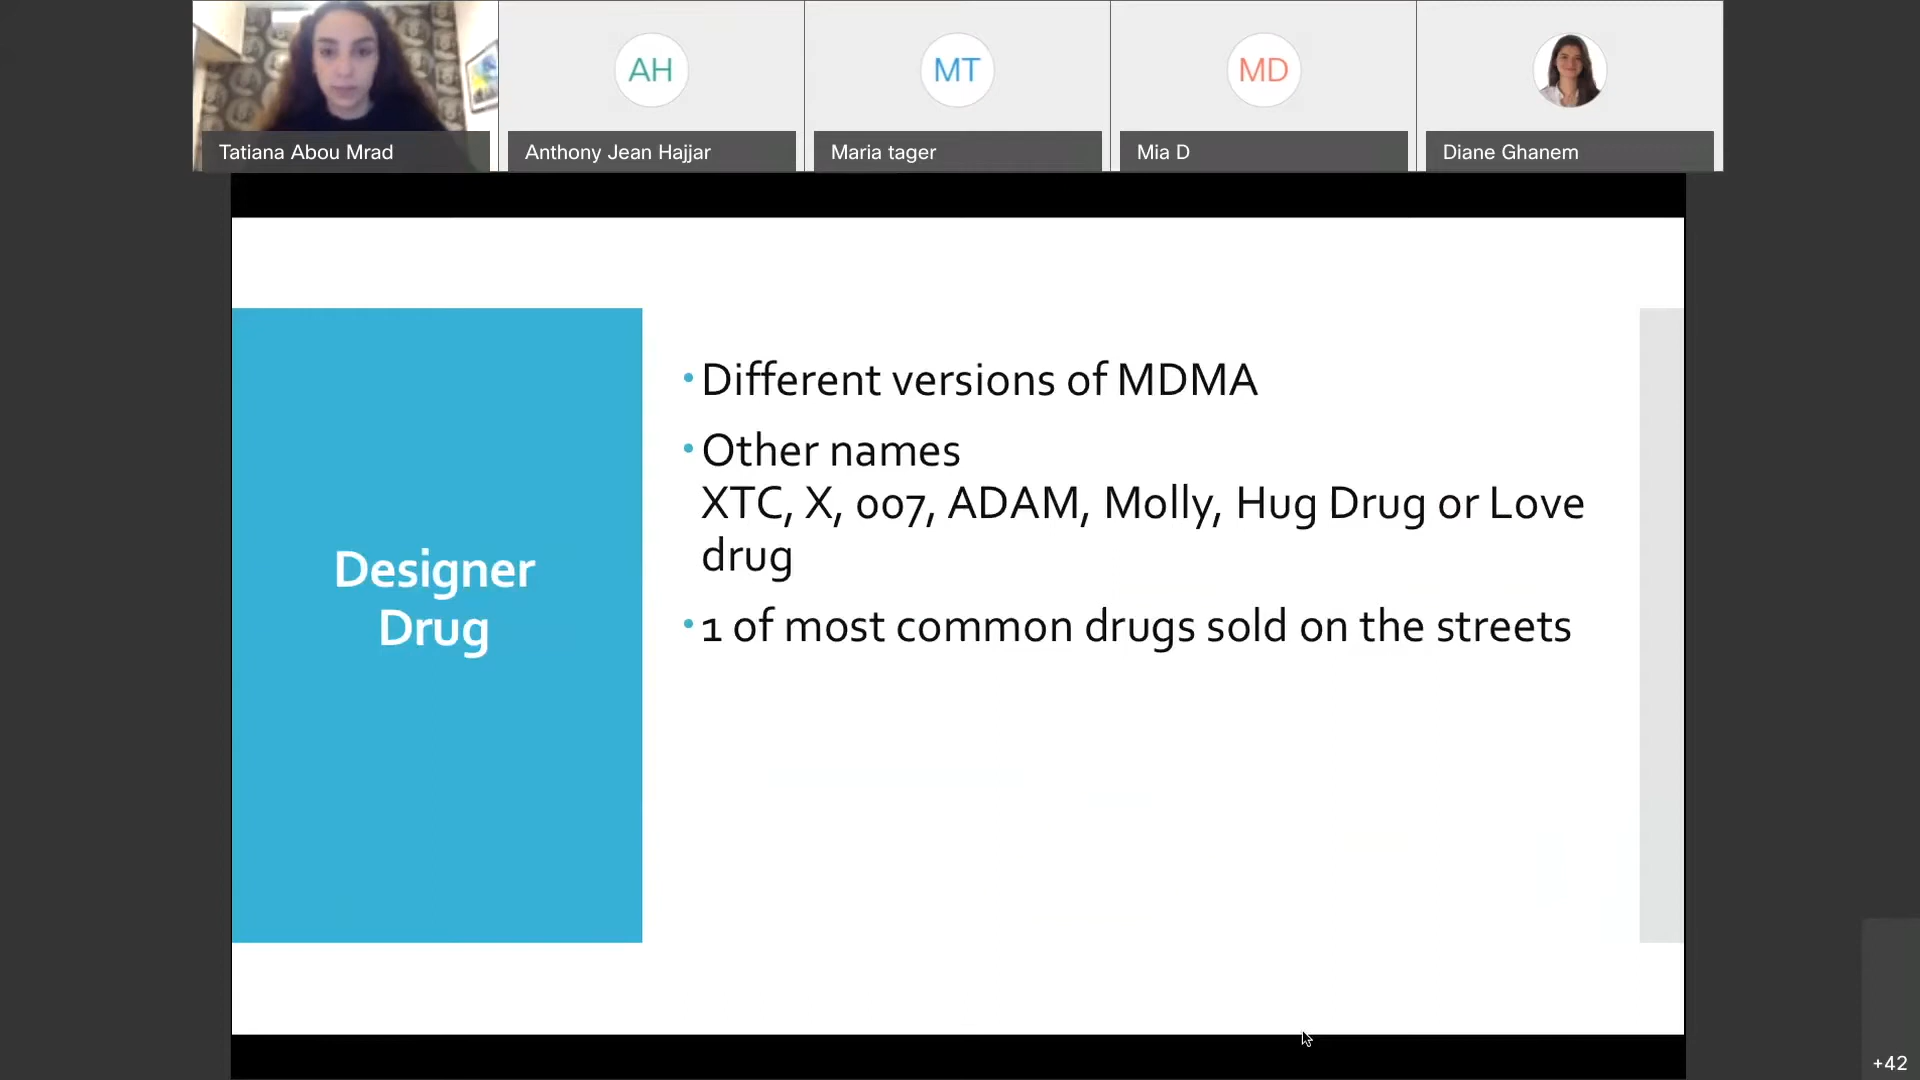 AH
MT
MD
Tatiana Abou Mrad
Anthony Jean Hajjar
Maria tager
Mia D
Diane Ghanem
Designer
Drug
• Different versions of MDMA
• Other names
XTC, X, 007, ADAM, Molly, Hug Drug or Love
drug
• 1 of most common drugs sold on the streets
+42